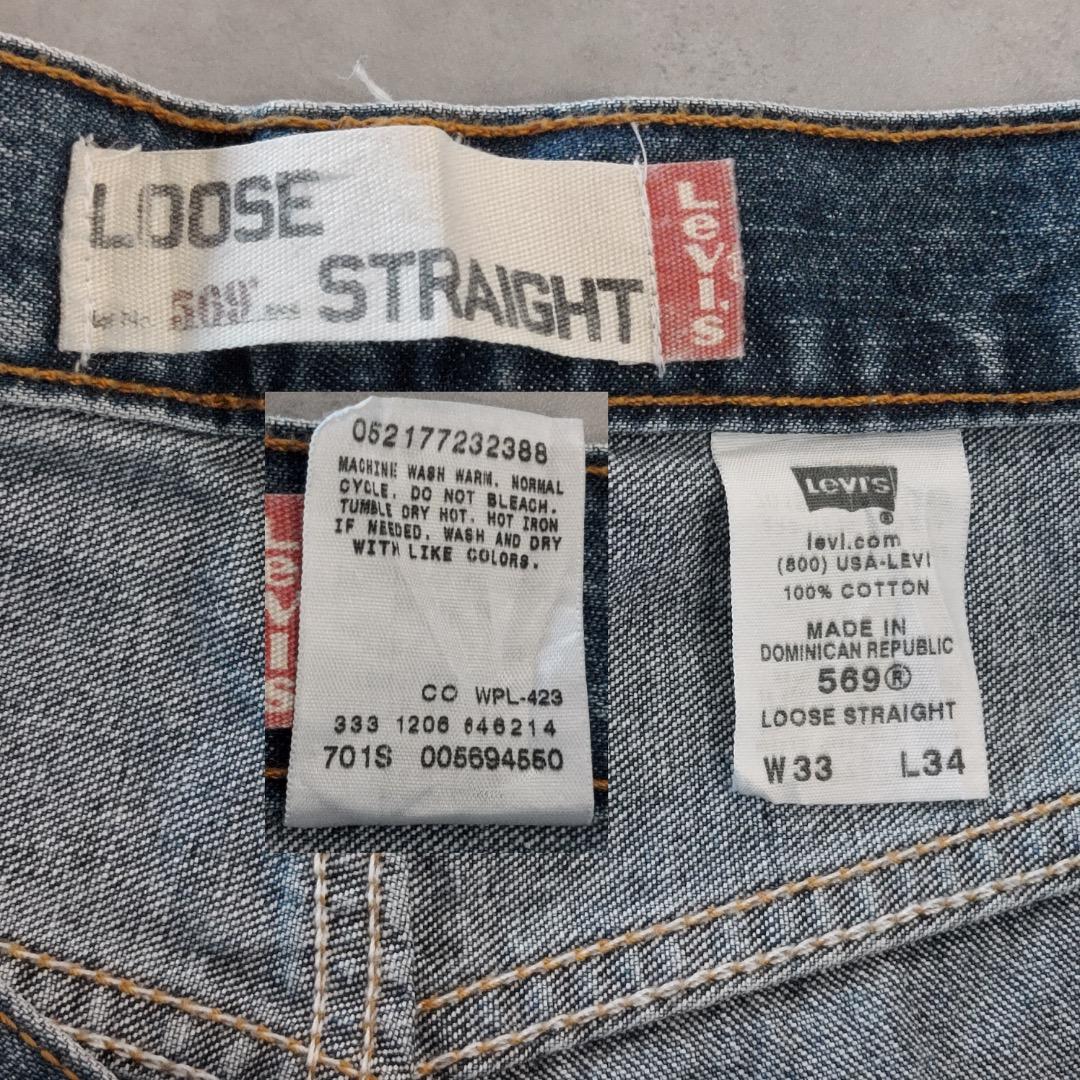 LOOSE
569® STRAIGHT
Levi's
052177232388
MACHINE WASH WARM, NORMAL
CYCLE. DO NOT BLEACH.
TUMBLE DRY HOT. HOT IRON
IF NEEDED. WASH AND DRY
WITH LIKE COLORS.
CO WPL-423
333 1206 646214
701S 005694550
Levi's
LEVI'S
®
levi.com
(800) USA-LEVI
100% COTTON
MADE IN
DOMINICAN REPUBLIC
569®
LOOSE STRAIGHT
W33 L34